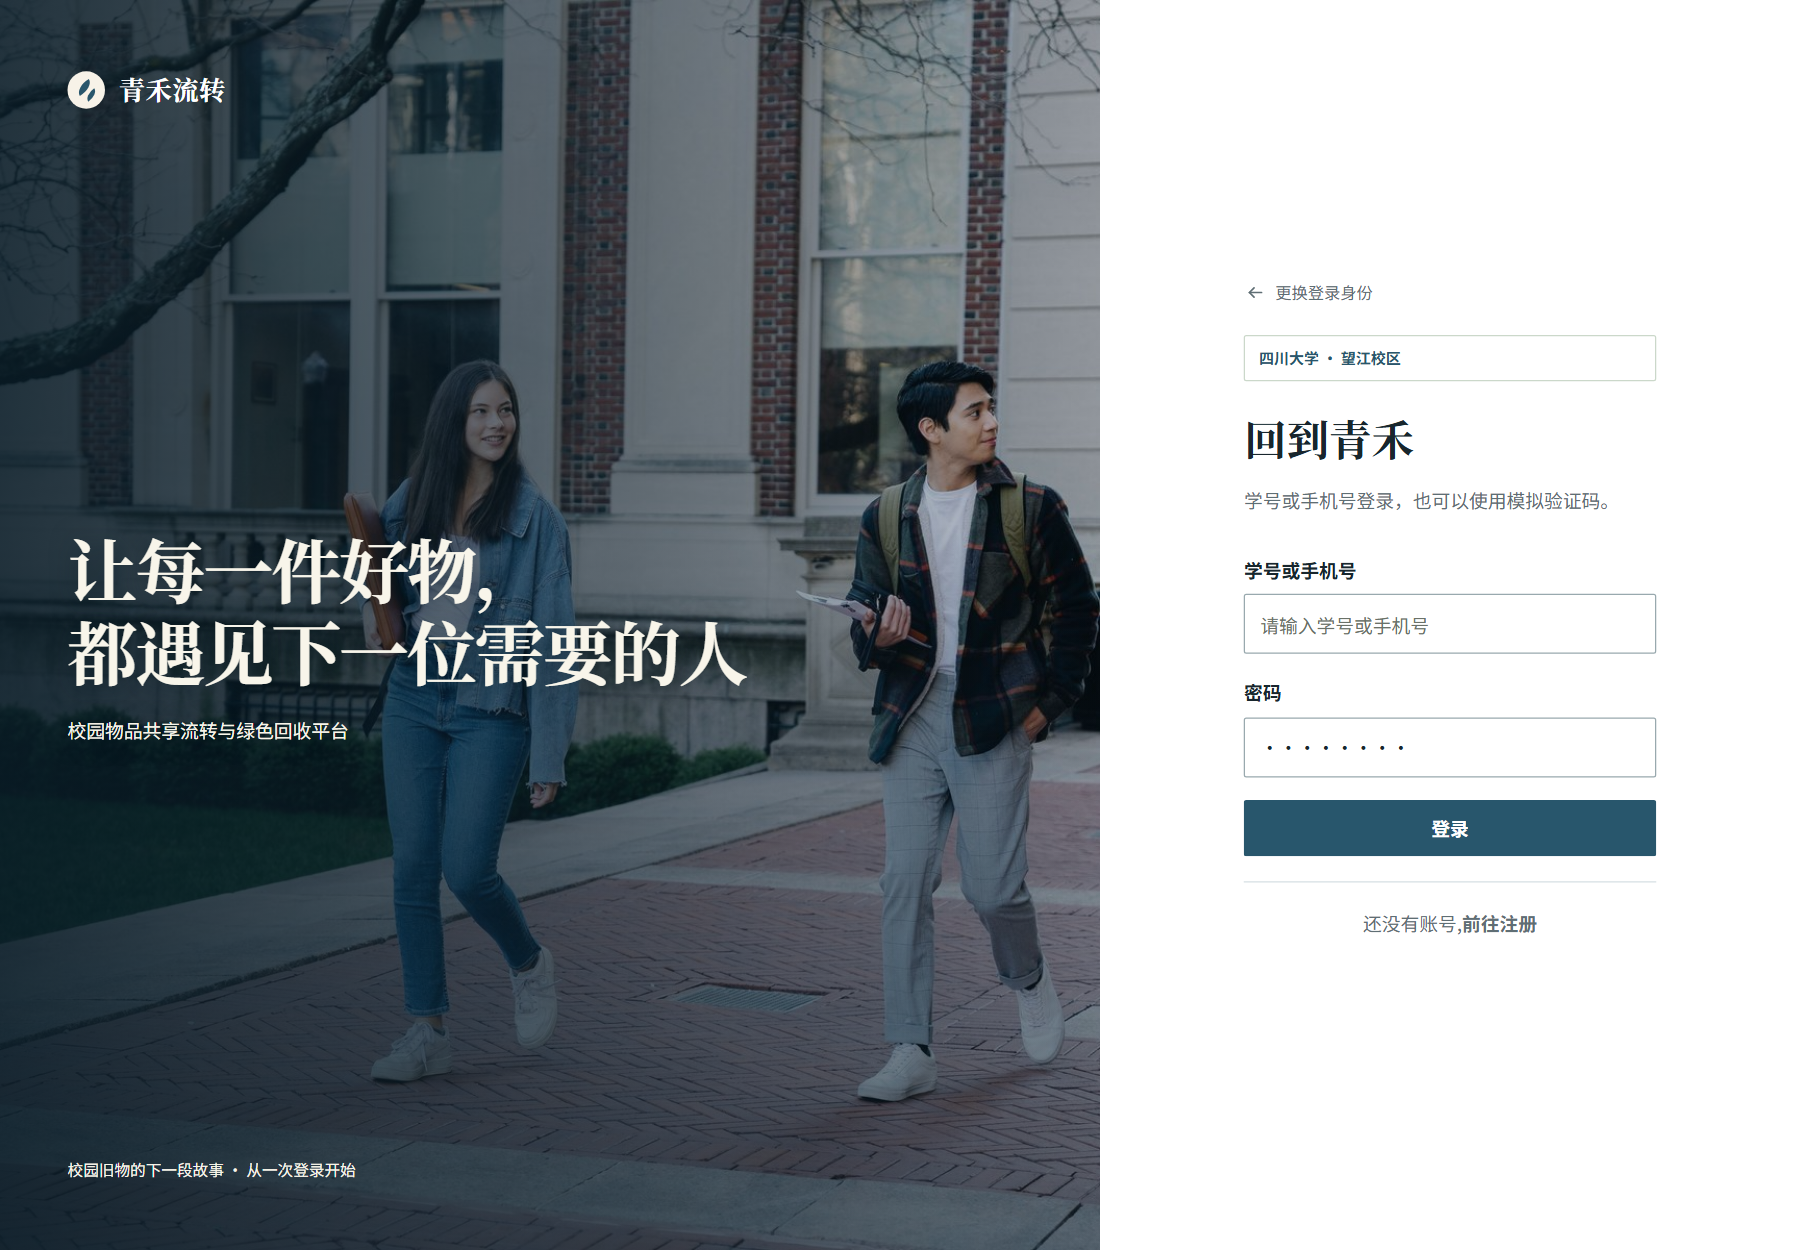 青禾流转
让每一件好物,
都遇见下一位需要的人
校园物品共享流转与绿色回收平台
校园旧物的下一段故事 · 从一次登录开始
更换登录身份
四川大学 · 望江校区
回到青禾
学号或手机号登录，也可以使用模拟验证码。
学号或手机号
请输入学号或手机号
密码
········
登录
还没有账号,前往注册